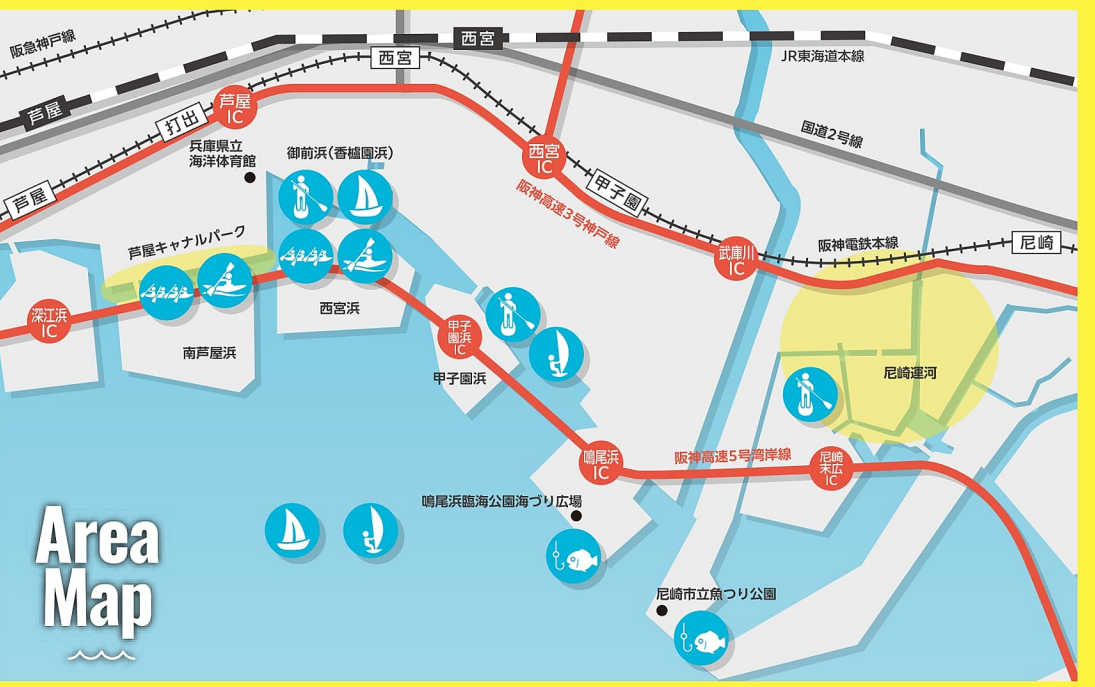 阪急神戸線
西宮
JR東海道本線
西宮
芦屋
芦屋
IC
打出
国道2号線
兵庫県立
海洋体育館
御前浜（香櫨園浜）
西宮
IC
甲子園
芦屋
阪神高速3号神戸線
芦屋キャナルパーク
武庫川
IC
阪神電鉄本線
尼崎
深江浜
IC
西宮浜
甲子
園浜
IC
南芦屋浜
甲子園浜
尼崎運河
鳴尾浜
IC
阪神高速5号湾岸線
尼崎
末広
IC
鳴尾浜臨海公園海づり広場
Area
Map
尼崎市立魚つり公園